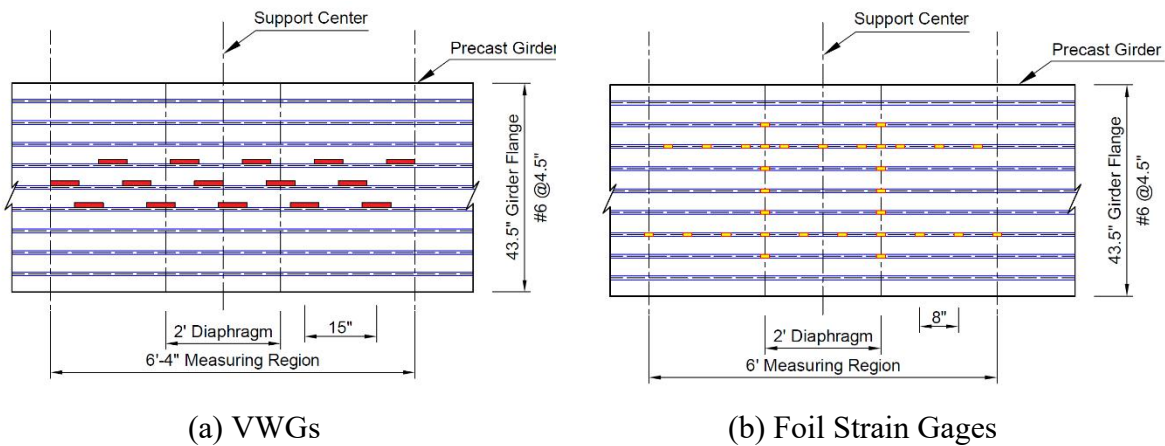 Support Center
Precast Girder
43.5" Girder Flange
#6 @4.5"
2' Diaphragm
15"
6'-4" Measuring Region
(a) VWGs
Support Center
Precast Girder
43.5" Girder Flange
#6 @4.5"
2' Diaphragm
8"
6' Measuring Region
(b) Foil Strain Gages